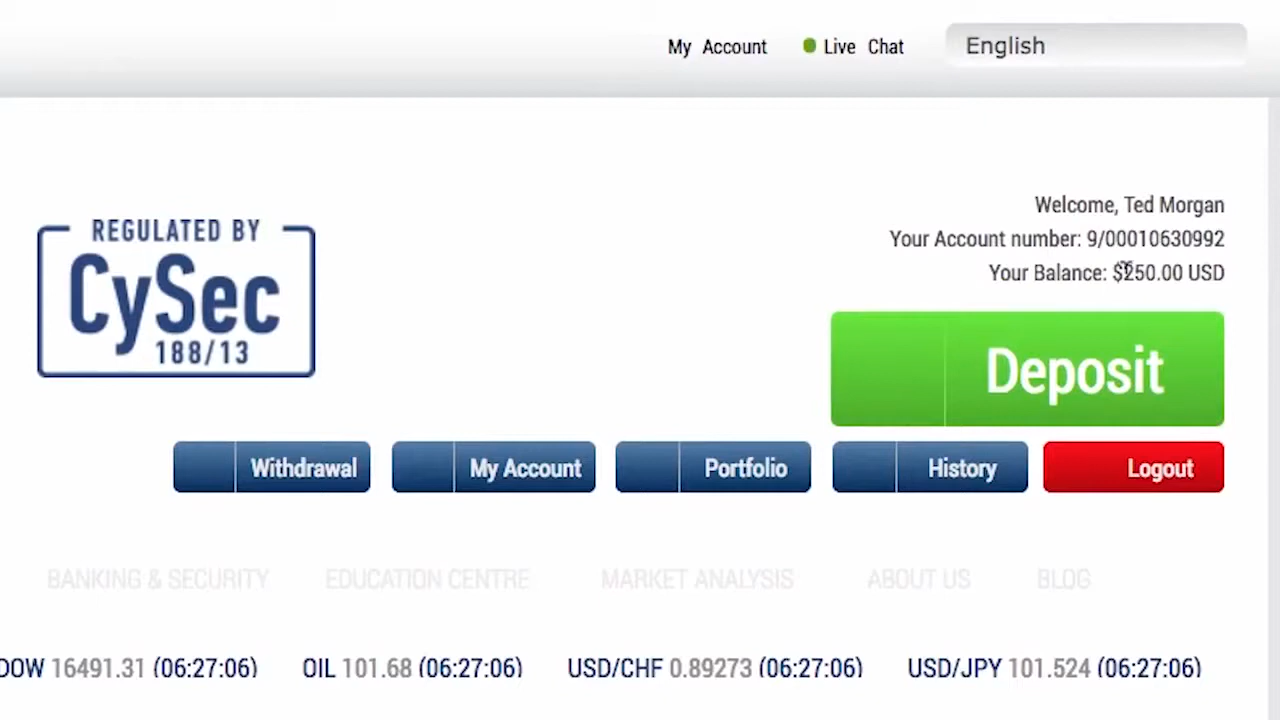 My Account
Live Chat
English
Welcome, Ted Morgan
Your Account number: 9/00010630992
Your Balance: $250.00 USD
REGULATED BY
CySec
188/13
Deposit
Withdrawal
My Account
Portfolio
History
Logout
BANKING & SECURITY
EDUCATION CENTRE
MARKET ANALYSIS
ABOUT US
BLOG
DOW 16491.31 (06:27:06) OIL 101.68 (06:27:06) USD/CHF 0.89273 (06:27:06) USD/JPY 101.524 (06:27:06)